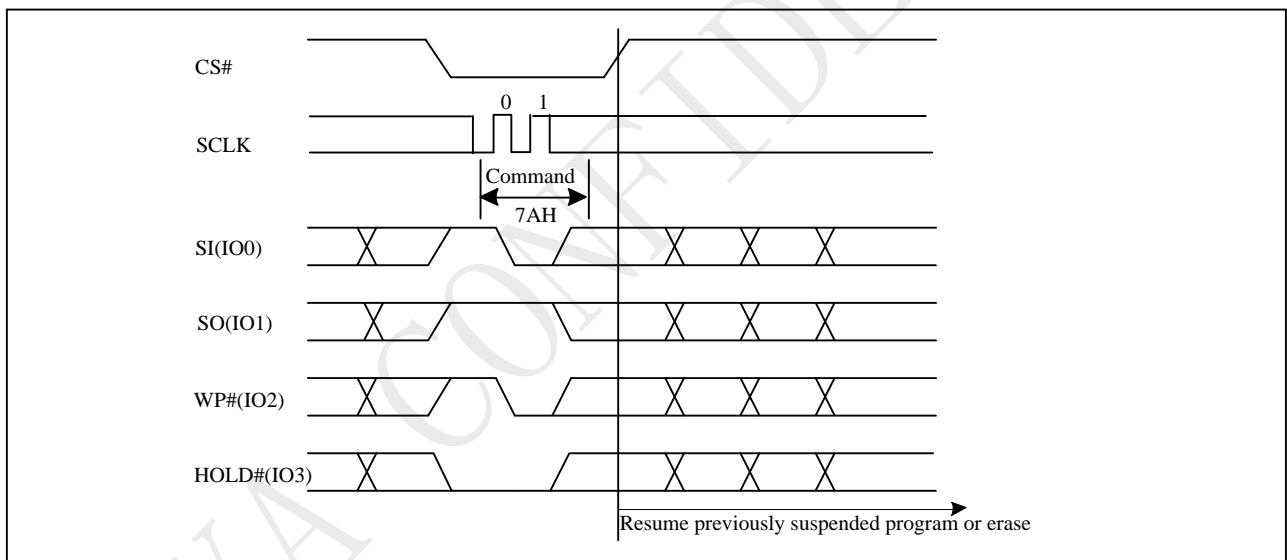 CS#
0 1
SCLK
Command
7AH
SI(IO0)
SO(IO1)
WP#(IO2)
HOLD#(IO3)
Resume previously suspended program or erase